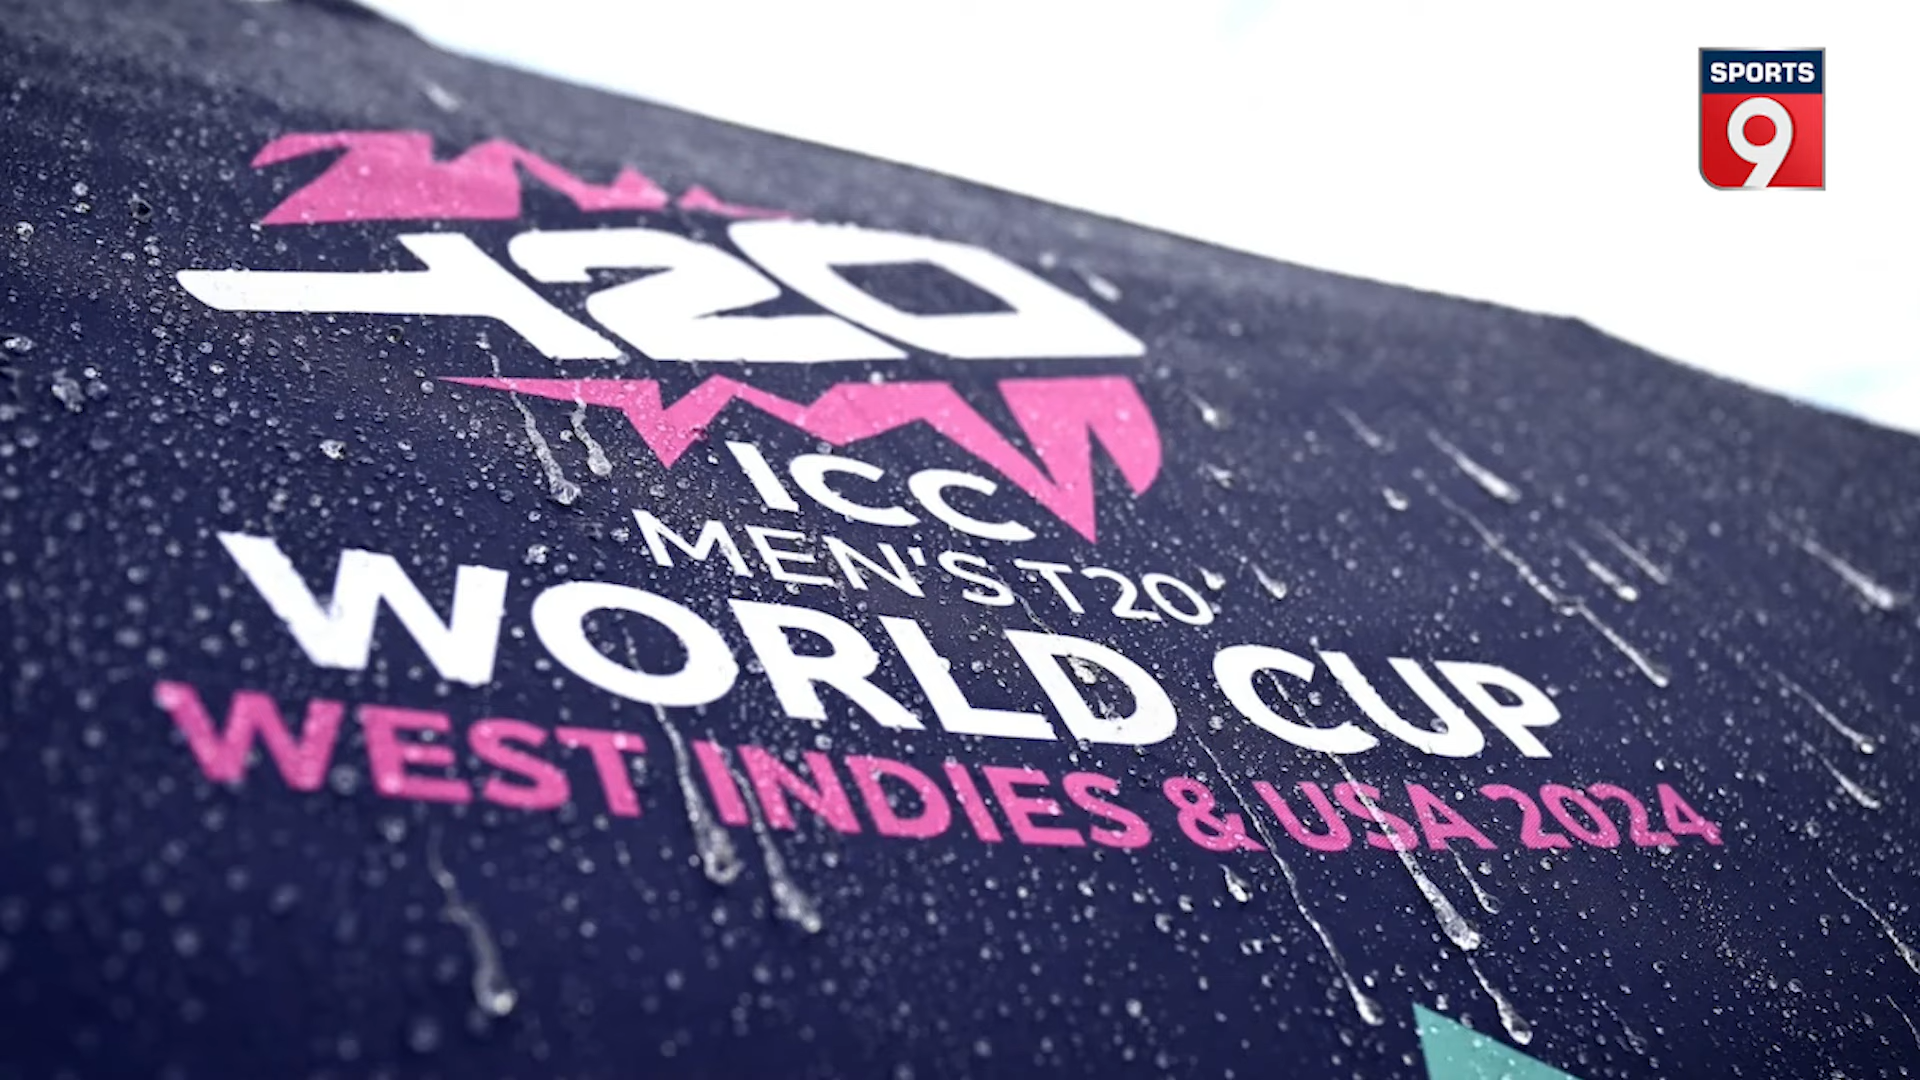 SPORTS
9
T20
ICC
MEN'S T20
WORLD CUP
WEST INDIES & USA 2024